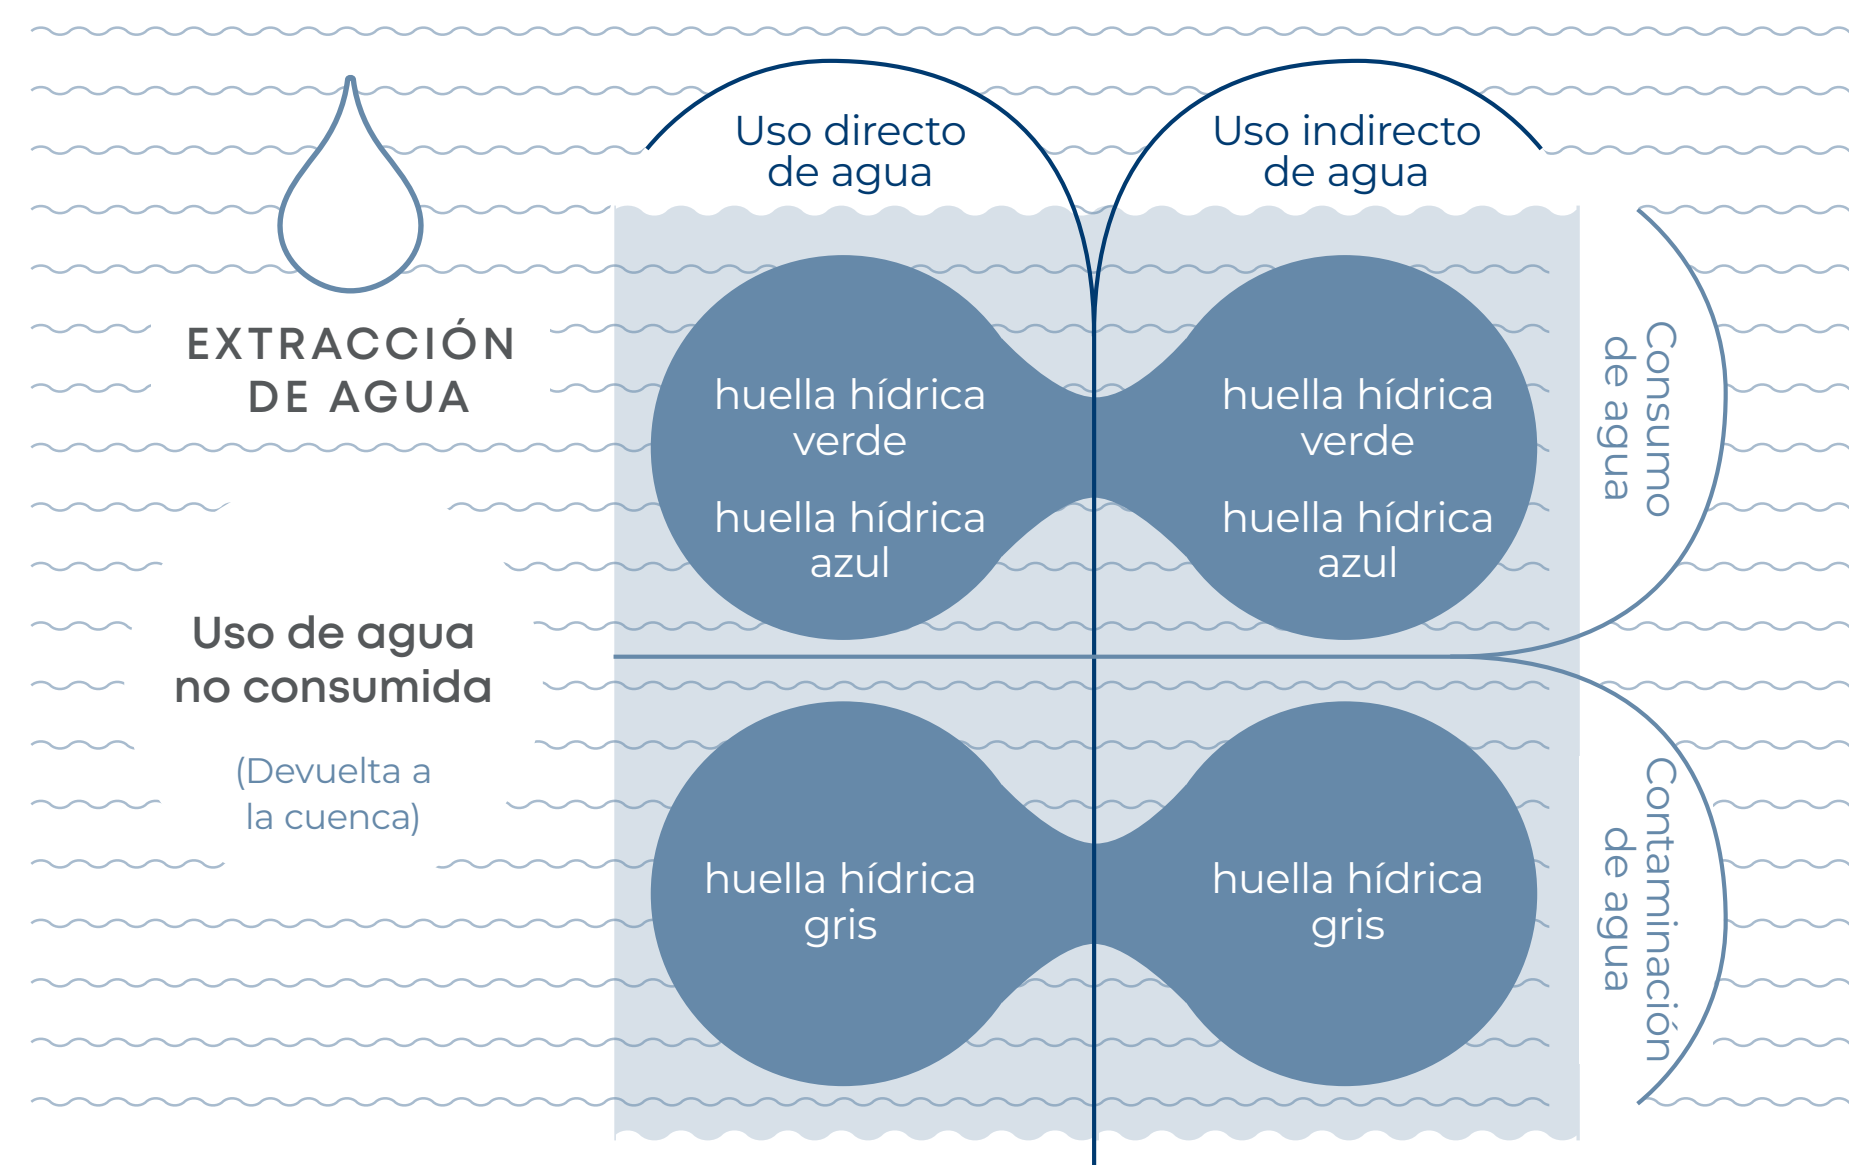 Uso directo
de agua
Uso indirecto
de agua
EXTRACCIÓN
DE AGUA
huella hídrica
verde
huella hídrica
azul
huella hídrica
verde
huella hídrica
azul
Consumo
de agua
Uso de agua
no consumida
(Devuelta a
la cuenca)
huella hídrica
gris
huella hídrica
gris
Contaminación
de agua